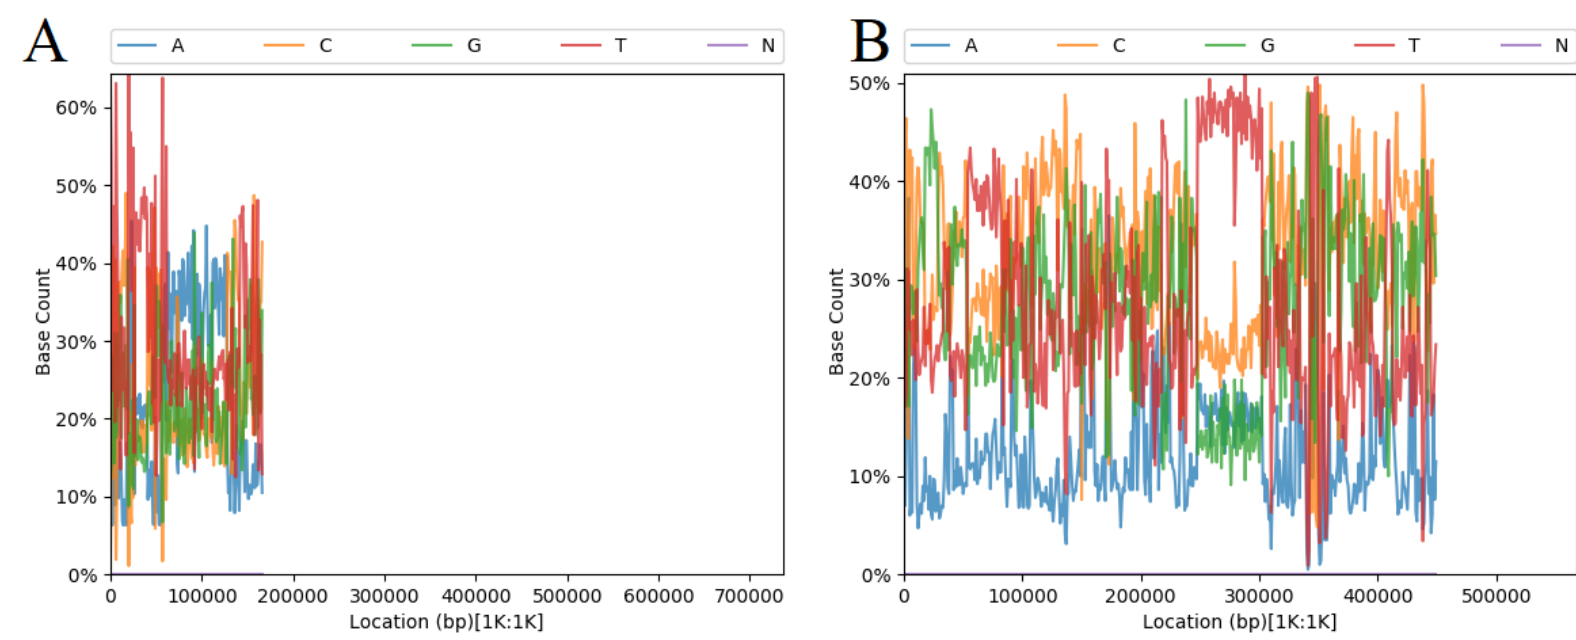 A
A C G T N
60%
50%
40%
30%
20%
10%
0%
Base Count
0 100000 200000 300000 400000 500000 600000 700000
Location (bp)[1K:1K]
B
A C G T N
50%
40%
30%
20%
10%
0%
Base Count
0 100000 200000 300000 400000 500000
Location (bp)[1K:1K]